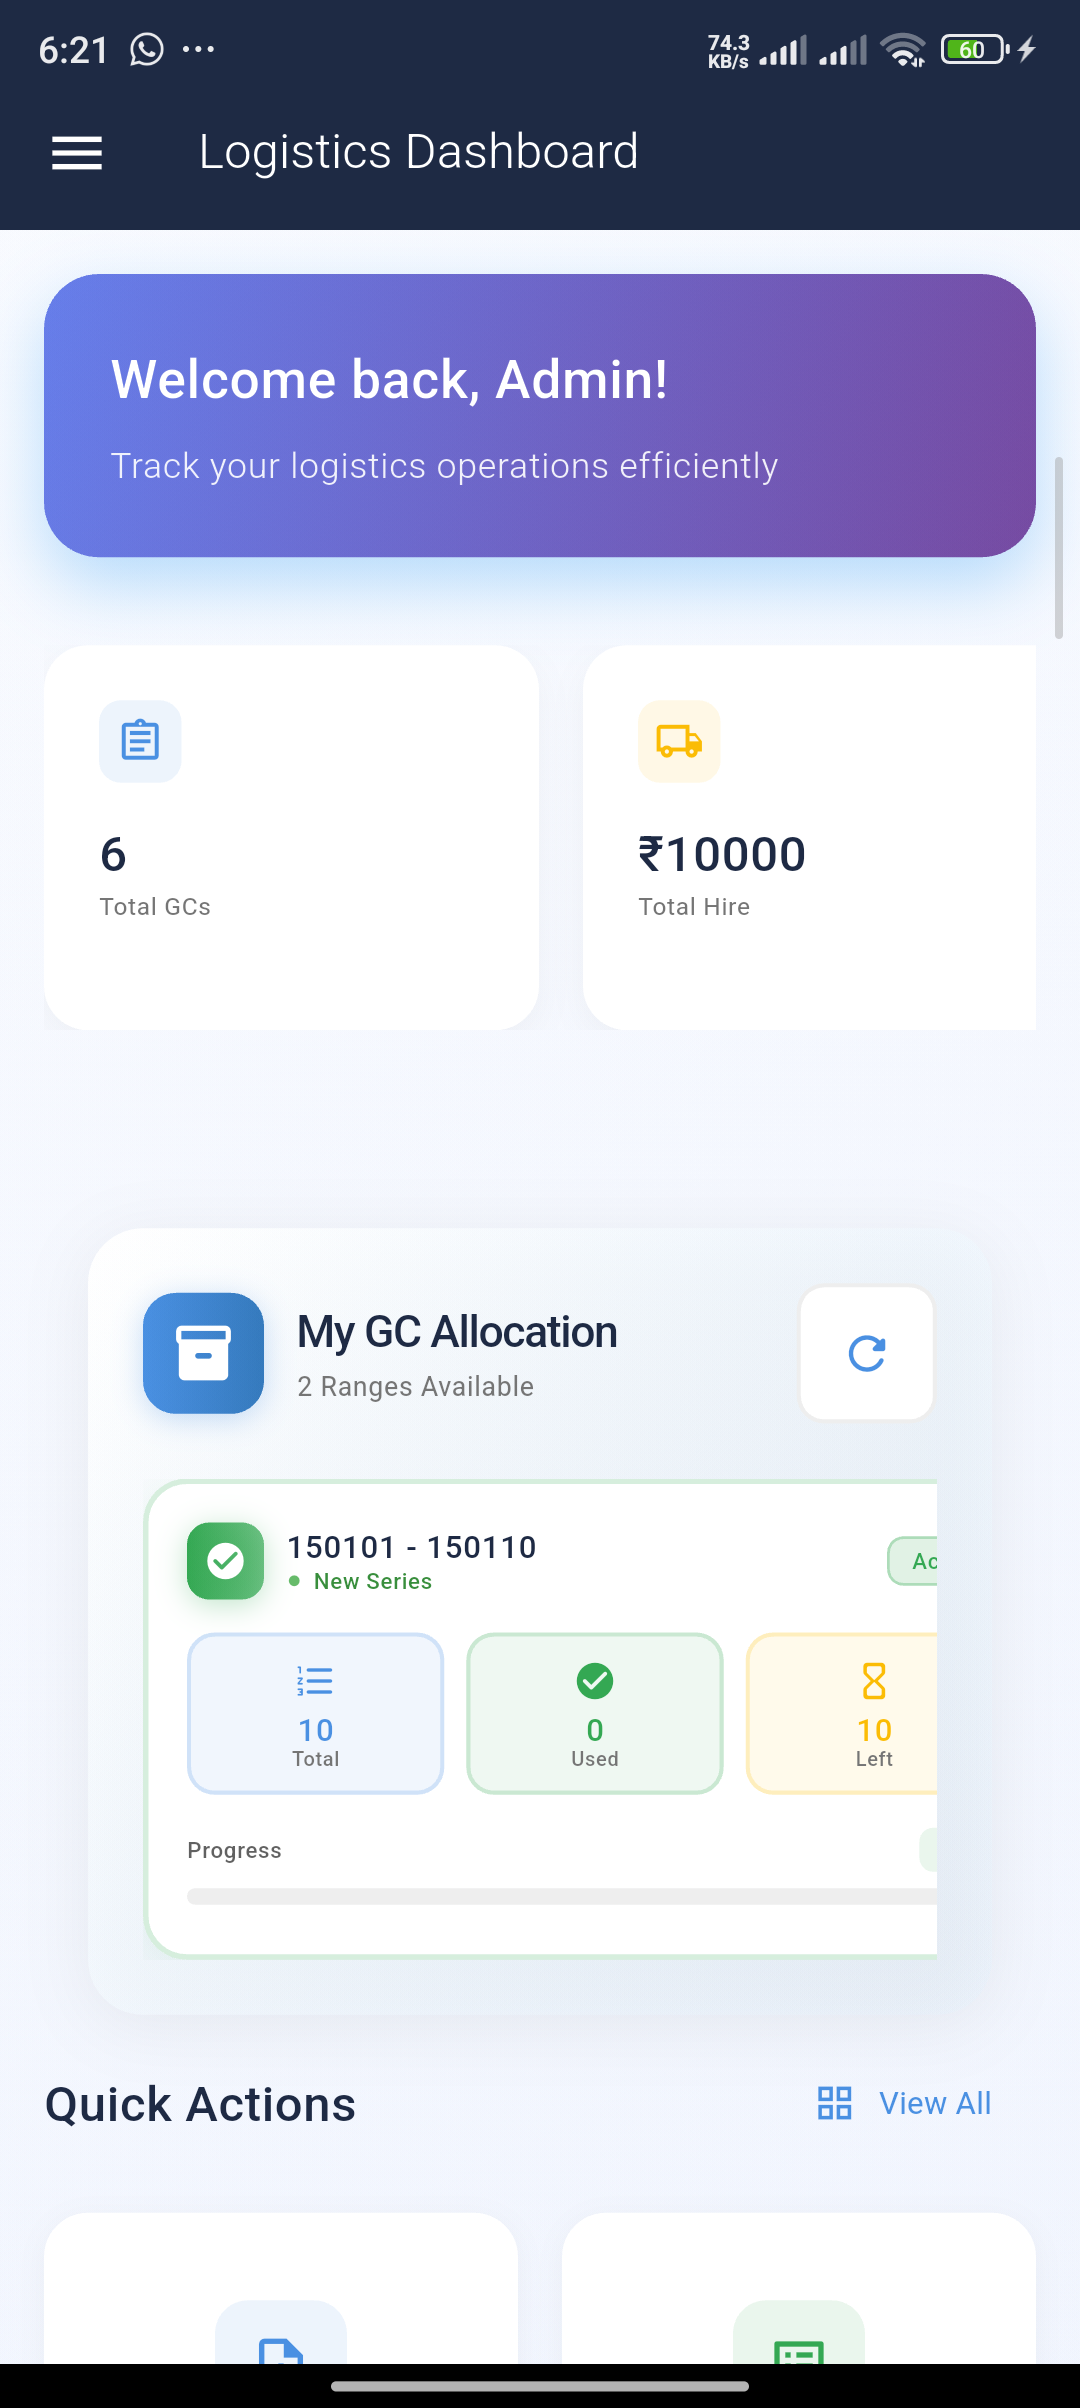 6:21
74.3
KB/s
60
Logistics Dashboard
Welcome back, Admin!
Track your logistics operations efficiently
6
Total GCs
₹10000
Total Hire
My GC Allocation
2 Ranges Available
150101 - 150110
New Series
Ac
10
Total
0
Used
10
Left
Progress
Quick Actions
View All